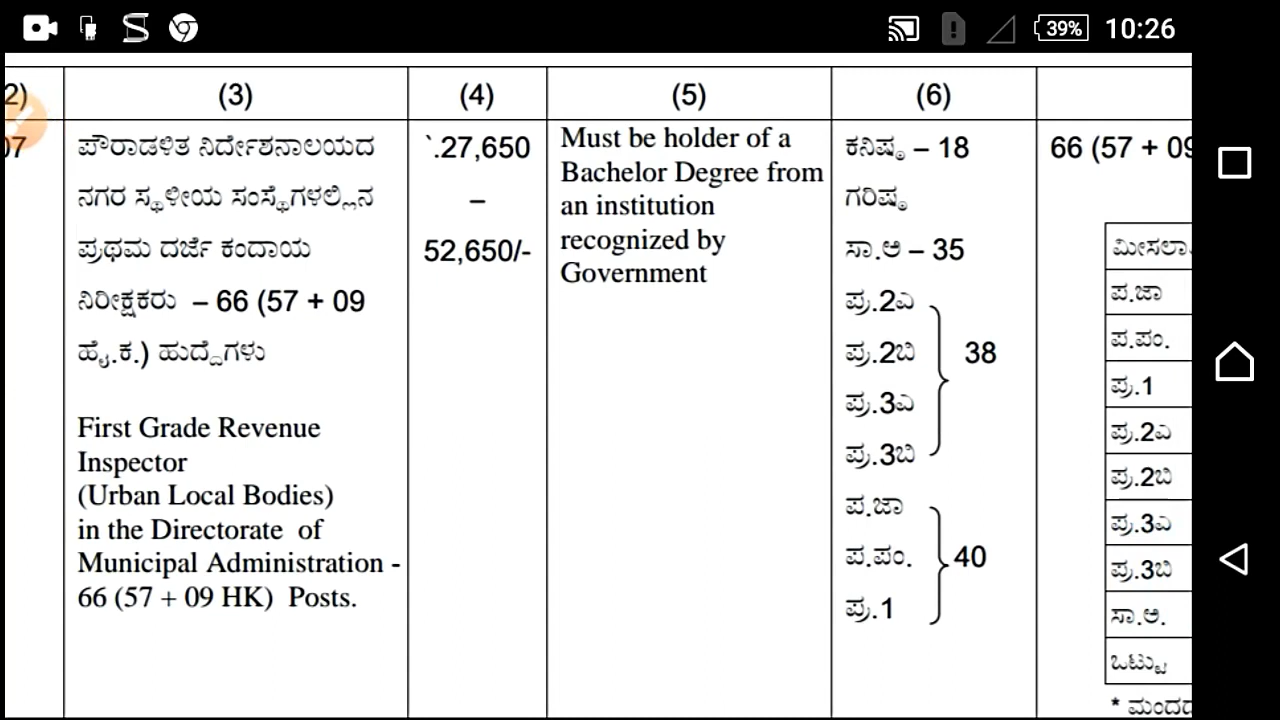 39% 10:26
2) (3) (4) (5) (6)
07
ಪೌರಾಡಳಿತ ನಿರ್ದೇಶನಾಲಯದ
ನಗರ ಸ್ಥಳೀಯ ಸಂಸ್ಥೆಗಳಲ್ಲಿನ
ಪ್ರಥಮ ದರ್ಜೆ ಕಂದಾಯ
ನಿರೀಕ್ಷಕರು – 66 (57 + 09
ಹೈ.ಕ.) ಹುದ್ದೆಗಳು
First Grade Revenue
Inspector
(Urban Local Bodies)
in the Directorate of
Municipal Administration -
66 (57 + 09 HK) Posts.
`.27,650
–
52,650/-
Must be holder of a
Bachelor Degree from
an institution
recognized by
Government
ಕನಿಷ್ಠ – 18
ಗರಿಷ್ಠ
ಸಾ.ಅ – 35
ಪ್ರ.2ಎ
ಪ್ರ.2ಬಿ 38
ಪ್ರ.3ಎ
ಪ್ರ.3ಬಿ
ಪ.ಜಾ
ಪ.ಪಂ. 40
ಪ್ರ.1
66 (57 + 09
ಮೀಸಲಾ
ಪ.ಜಾ
ಪ.ಪಂ.
ಪ್ರ.1
ಪ್ರ.2ಎ
ಪ್ರ.2ಬಿ
ಪ್ರ.3ಎ
ಪ್ರ.3ಬಿ
ಸಾ.ಅ.
ಒಟ್ಟು
*